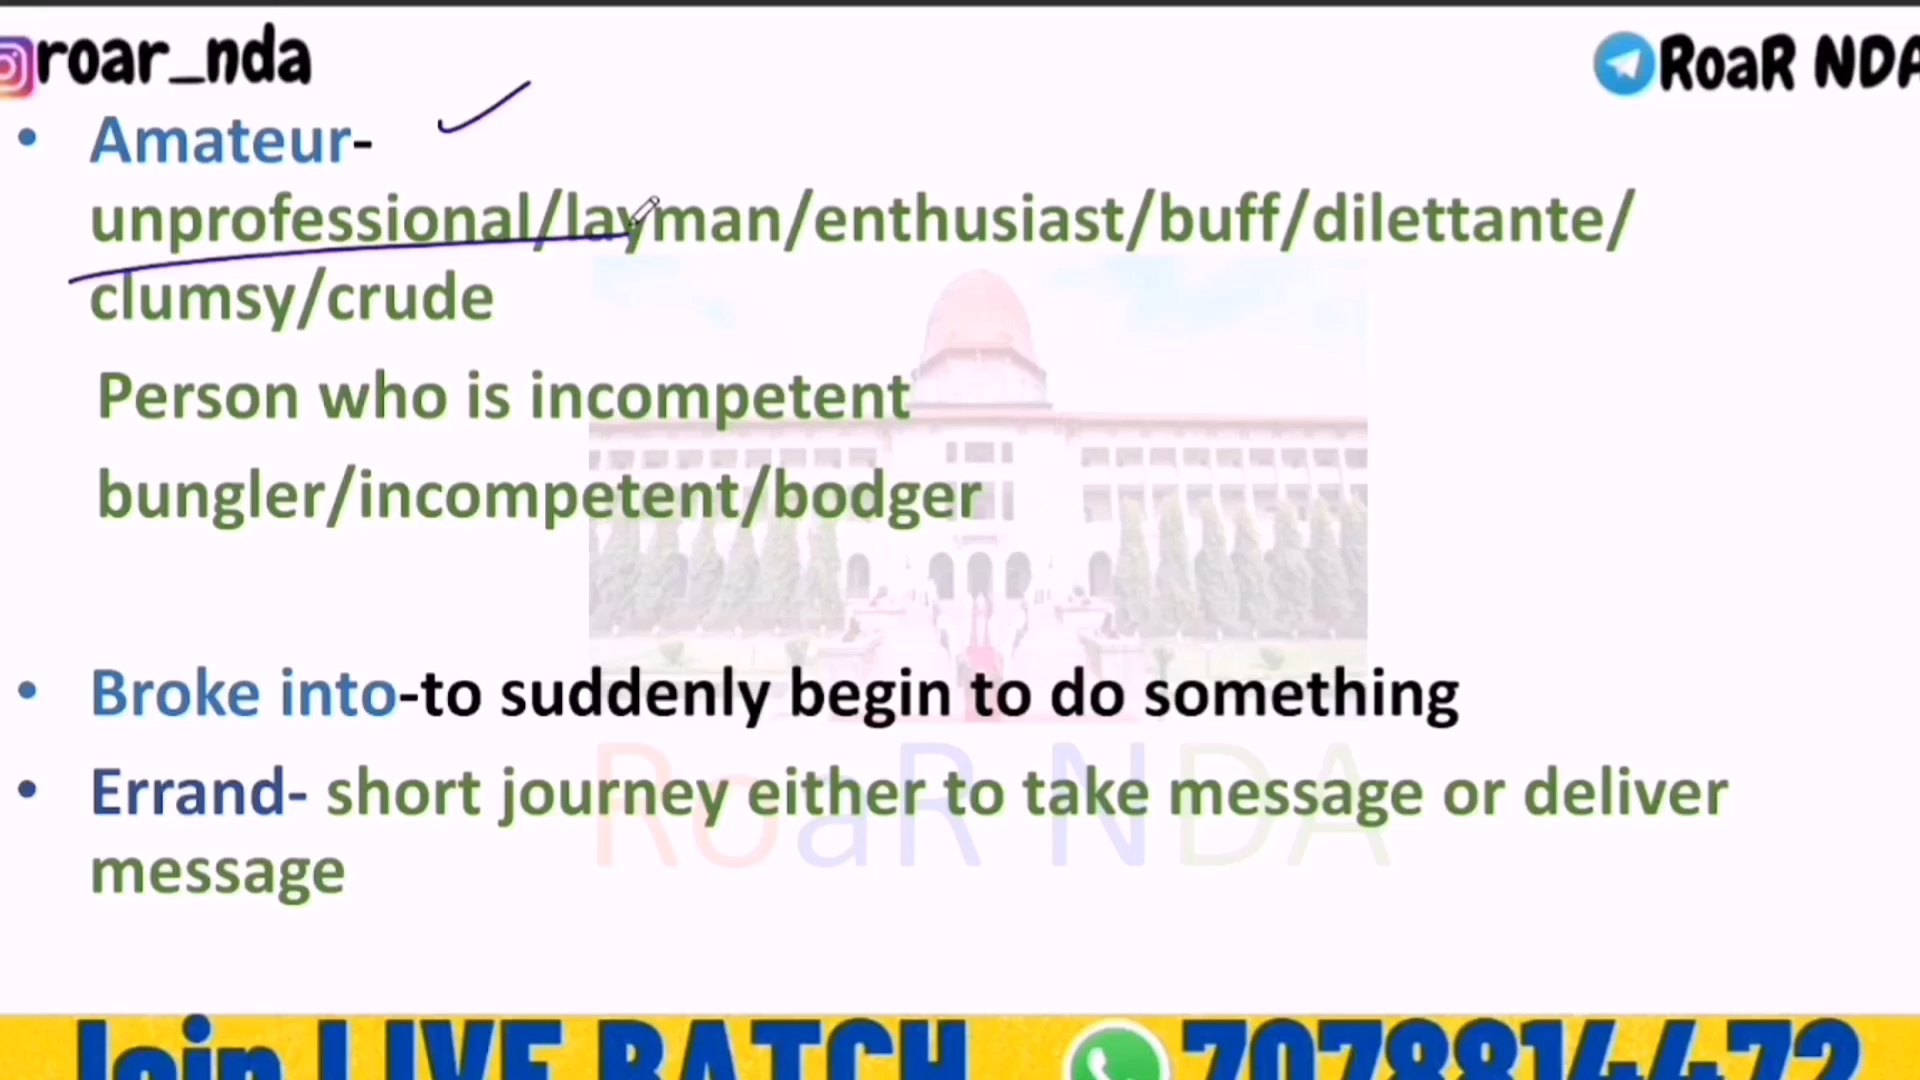 roar_nda
RoaR NDA
• Amateur-
unprofessional/layman/enthusiast/buff/dilettante/
clumsy/crude
Person who is incompetent
bungler/incompetent/bodger
• Broke into-to suddenly begin to do something
• Errand- short journey either to take message or deliver
message
RoaR NDA
Join LIVE BATCH 7078814472